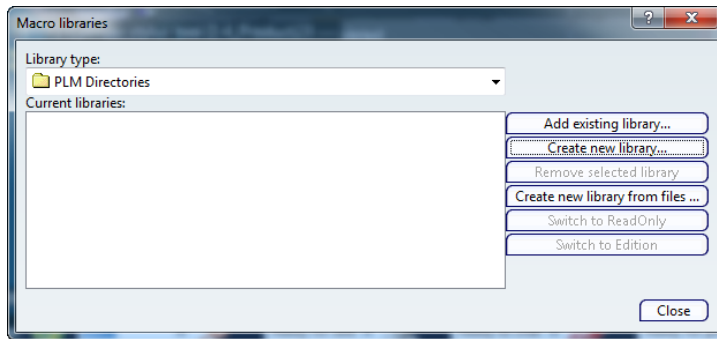 Macro libraries
Library type:
PLM Directories
Current libraries:
Add existing library...
Create new library...
Remove selected library
Create new library from files ...
Switch to ReadOnly
Switch to Edition
Close